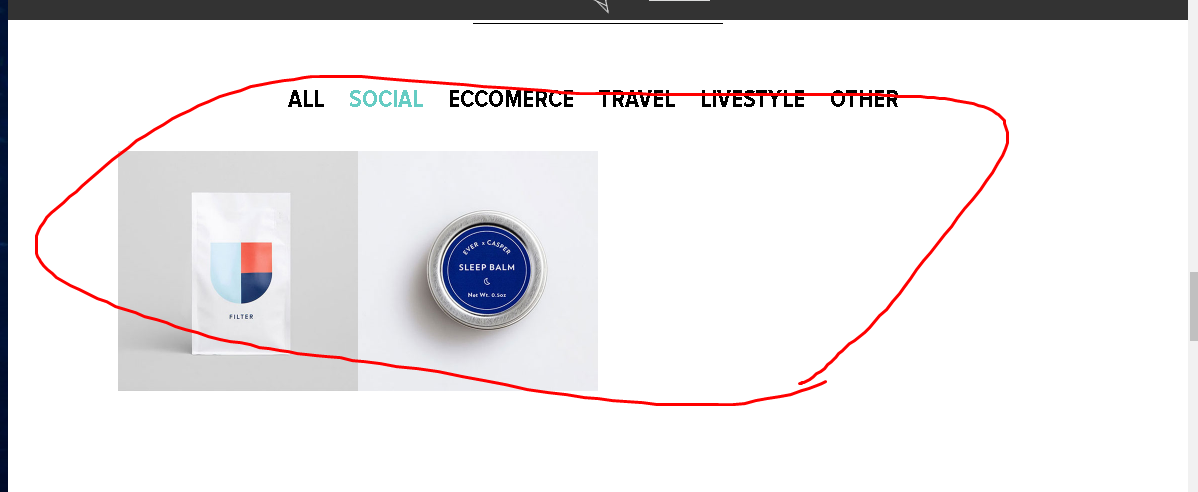 ALL SOCIAL ECCOMERCE TRAVEL LIVESTYLE OTHER
FILTER
EVER x CASPER
SLEEP BALM
Net Wt. 0.5oz